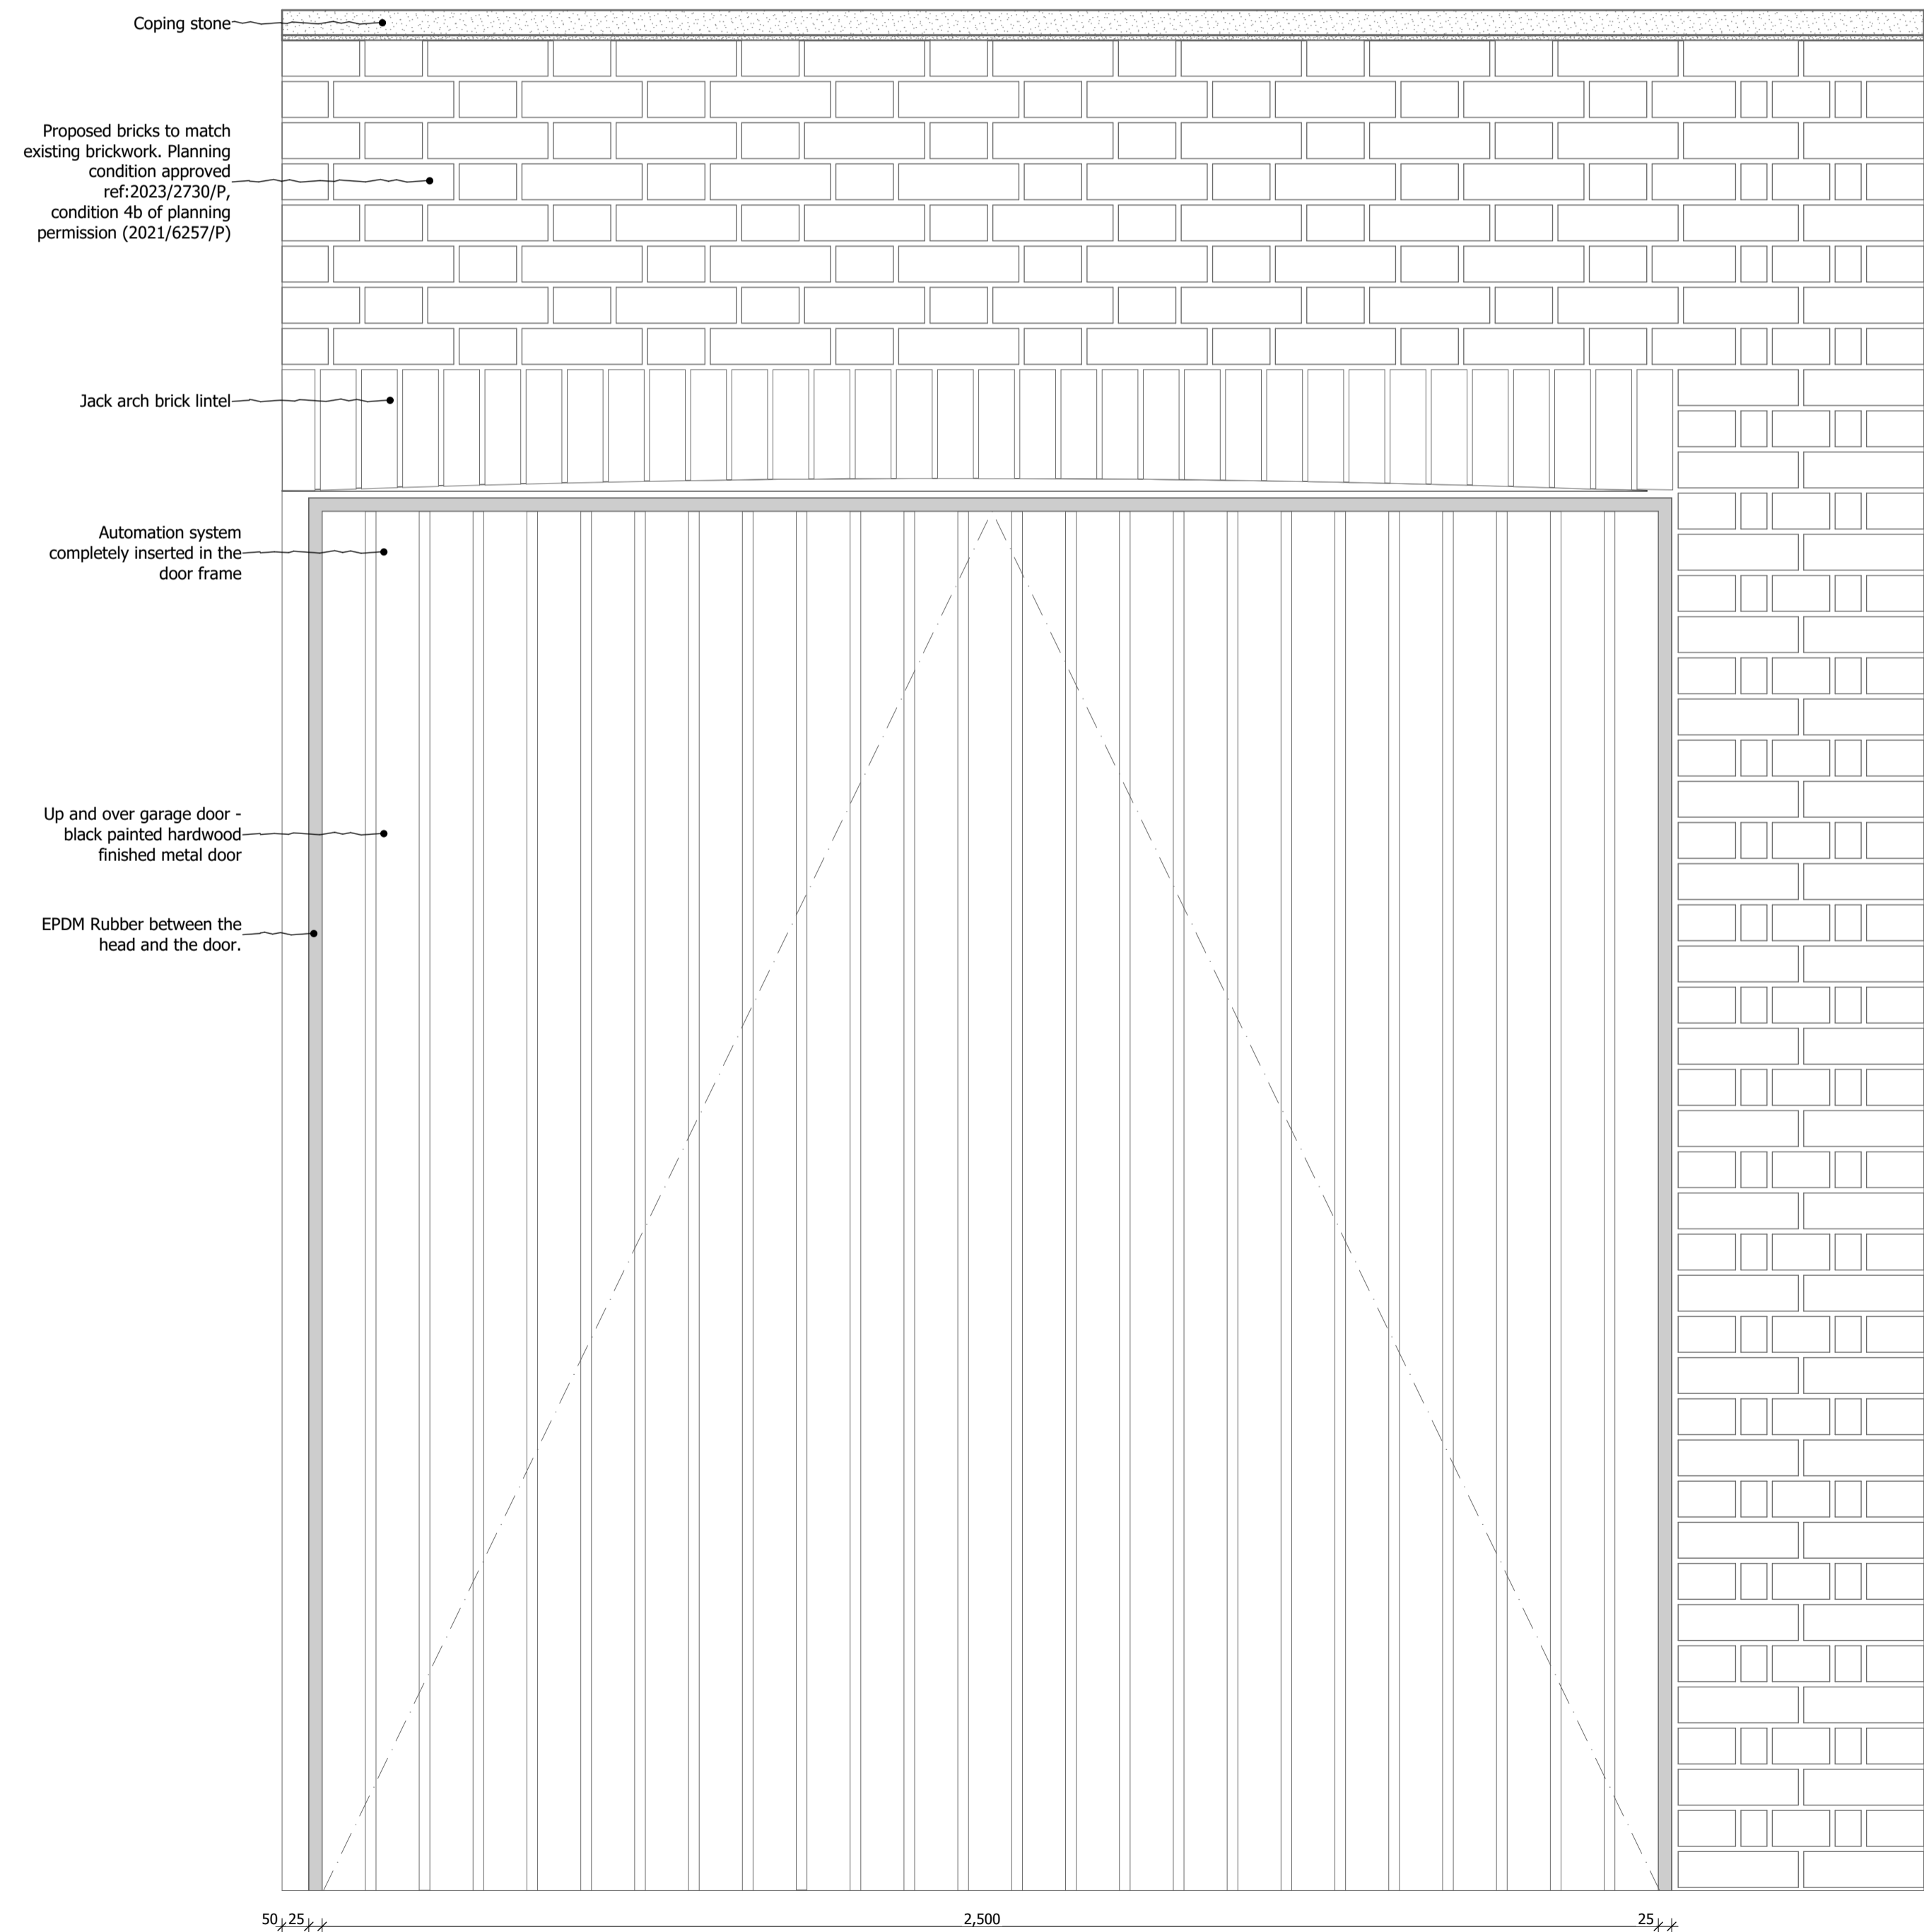 Coping stone
Proposed bricks to match
existing brickwork. Planning
condition approved
ref:2023/2730/P,
condition 4b of planning
permission (2021/6257/P)
Jack arch brick lintel
Automation system
completely inserted in the
door frame
Up and over garage door -
black painted hardwood
finished metal door
EPDM Rubber between the
head and the door.
50 25 2,500 25